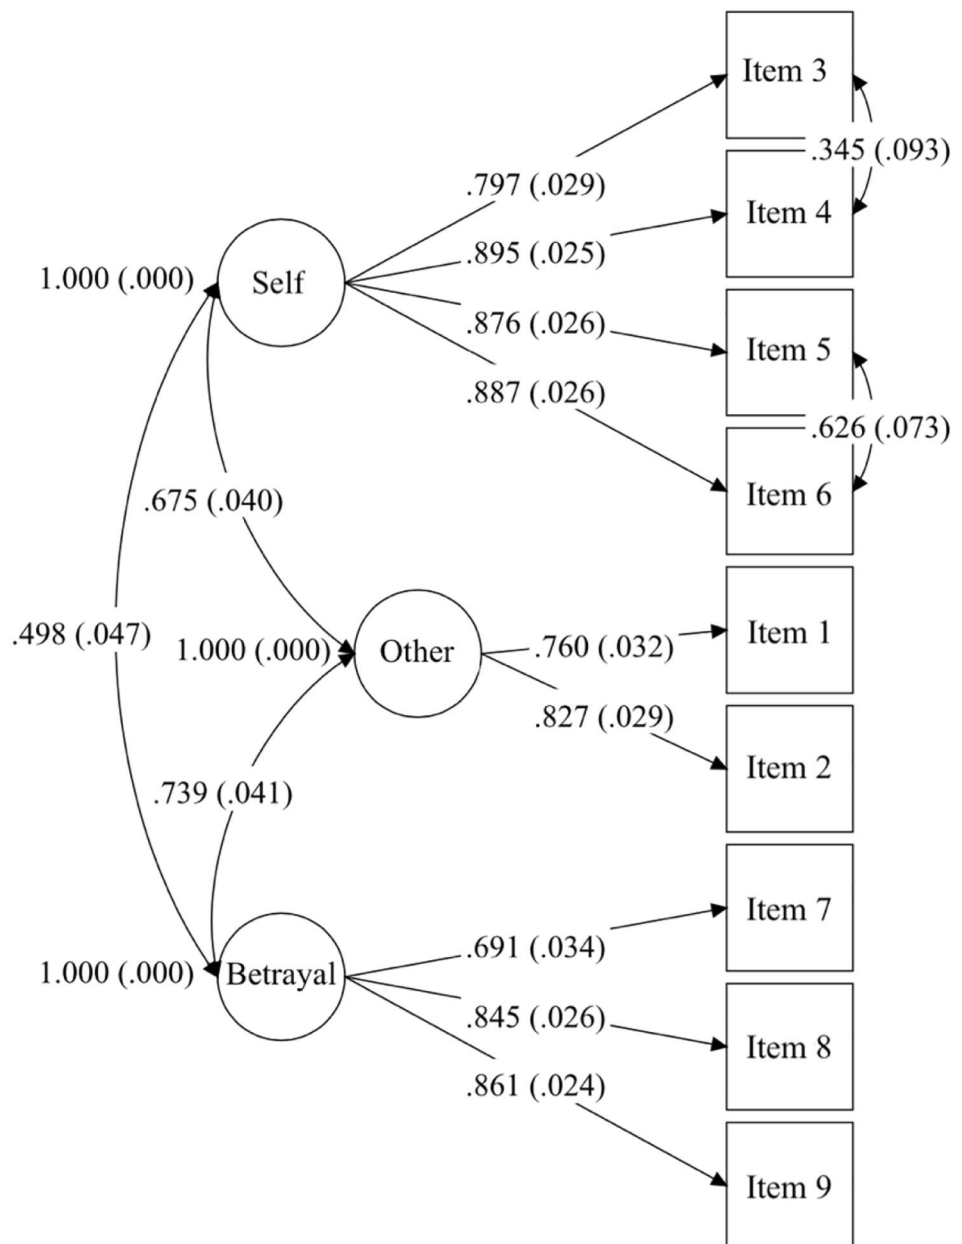 Item 3
.345 (.093)
.797 (.029)
Item 4
.895 (.025)
1.000 (.000)
Self
.876 (.026)
Item 5
.887 (.026)
.626 (.073)
Item 6
.675 (.040)
.498 (.047)
1.000 (.000)
Other
.760 (.032)
Item 1
.827 (.029)
Item 2
.739 (.041)
Item 7
.691 (.034)
1.000 (.000)
Betrayal
.845 (.026)
Item 8
.861 (.024)
Item 9